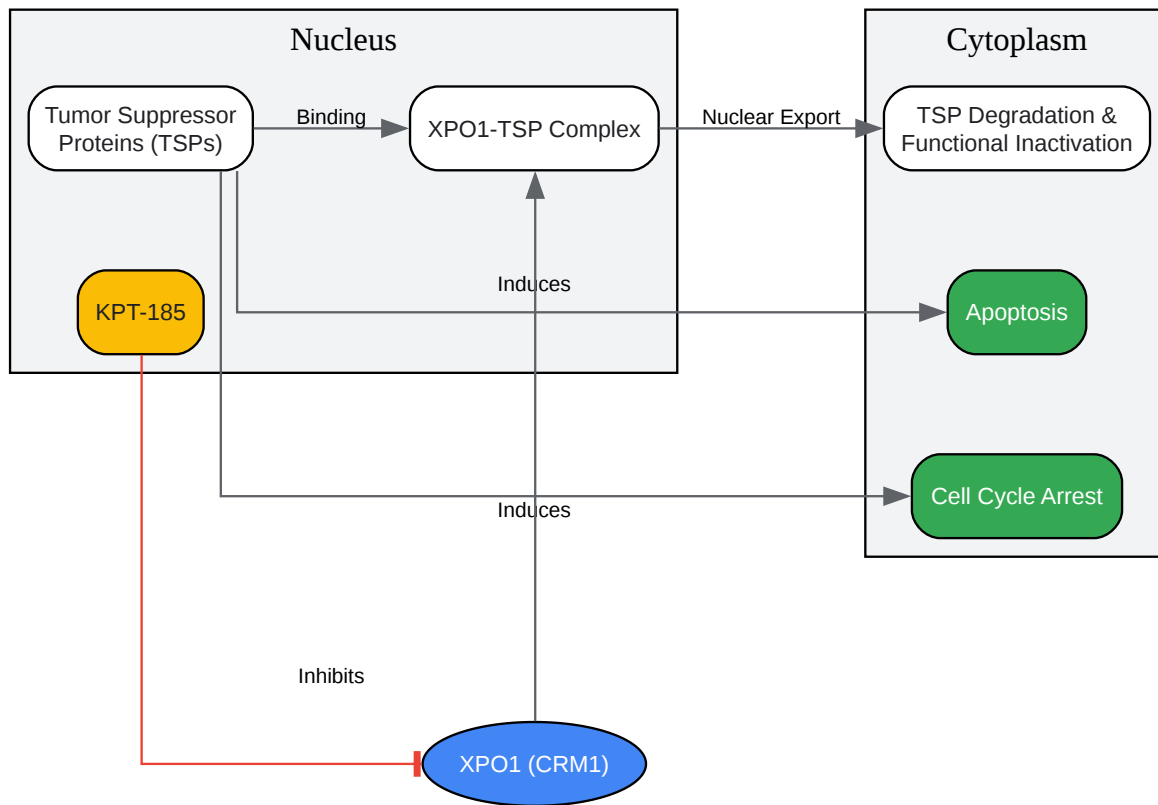 Nucleus
Cytoplasm
Tumor Suppressor
Proteins (TSPs)
Binding
XPO1-TSP Complex
Nuclear Export
TSP Degradation &
Functional Inactivation
KPT-185
Induces
Apoptosis
Cell Cycle Arrest
Induces
Inhibits
XPO1 (CRM1)